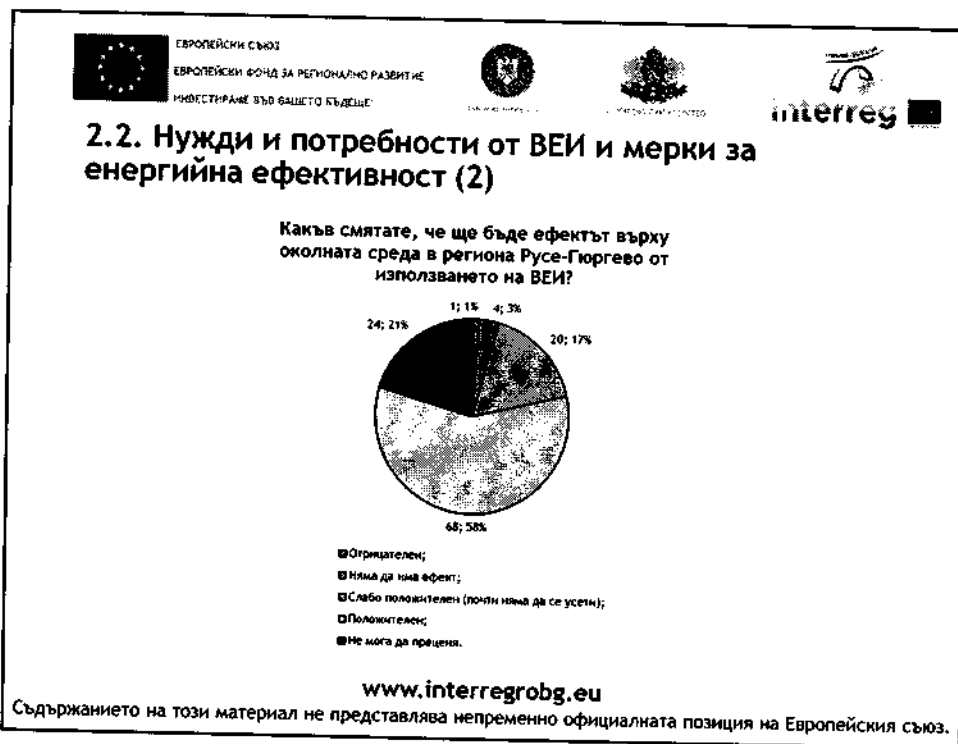 ЕВРОПЕЙСКИ СЪЮЗ
ЕВРОПЕЙСКИ ФОНД ЗА РЕГИОНАЛНО РАЗВИТИЕ
ИНВЕСТИРАМЕ ВЪВ ВАШЕТО БЪДЕЩЕ
interreg
2.2. Нужди и потребности от ВЕИ и мерки за
енергийна ефективност (2)
Какъв смятате, че ще бъде ефектът върху
околната среда в региона Русе-Гюргево от
използването на ВЕИ?
1; 1% 4; 3%
24; 21%
20; 17%
68; 58%
Отрицателен;
Няма да има ефект;
Слабо положителен (почти няма да се усети);
Положителен;
Не мога да преценя.
www.interregrobg.eu
Съдържанието на този материал не представлява непременно официалната позиция на Европейския съюз.